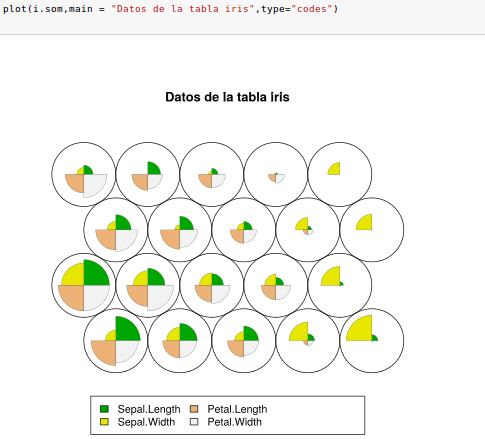 plot(i.som,main = "Datos de la tabla iris",type="codes")
Datos de la tabla iris
Sepal.Length Petal.Length
Sepal.Width Petal.Width